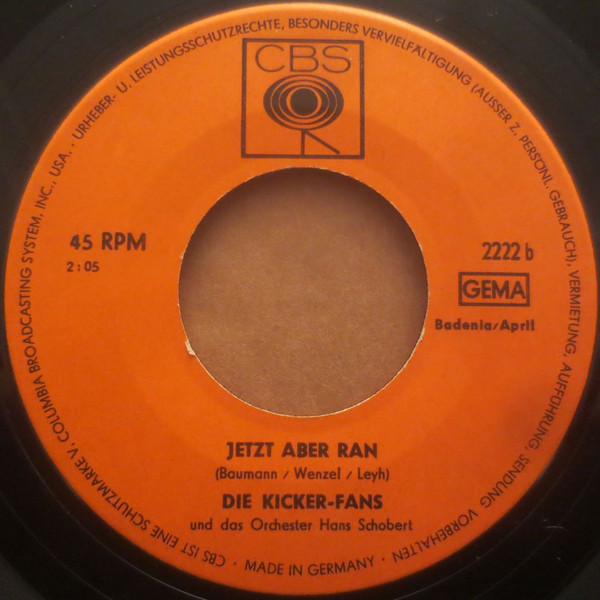 CBS
45 RPM
2:05
2222 b
GEMA
Badenia/April
JETZT ABER RAN
(Baumann / Wenzel / Leyh)
DIE KICKER-FANS
und das Orchester Hans Schobert
CBS IST EINE SCHUTZMARKE V. COLUMBIA BROADCASTING SYSTEM, INC., USA. · URHEBER- U. LEISTUNGSSCHUTZRECHTE, BESONDERS VERVIELFÄLTIGUNG (AUSSER Z. PERSÖNL. GEBRAUCH), VERMIETUNG, AUFFÜHRUNG, SENDUNG VORBEHALTEN · MADE IN GERMANY ·